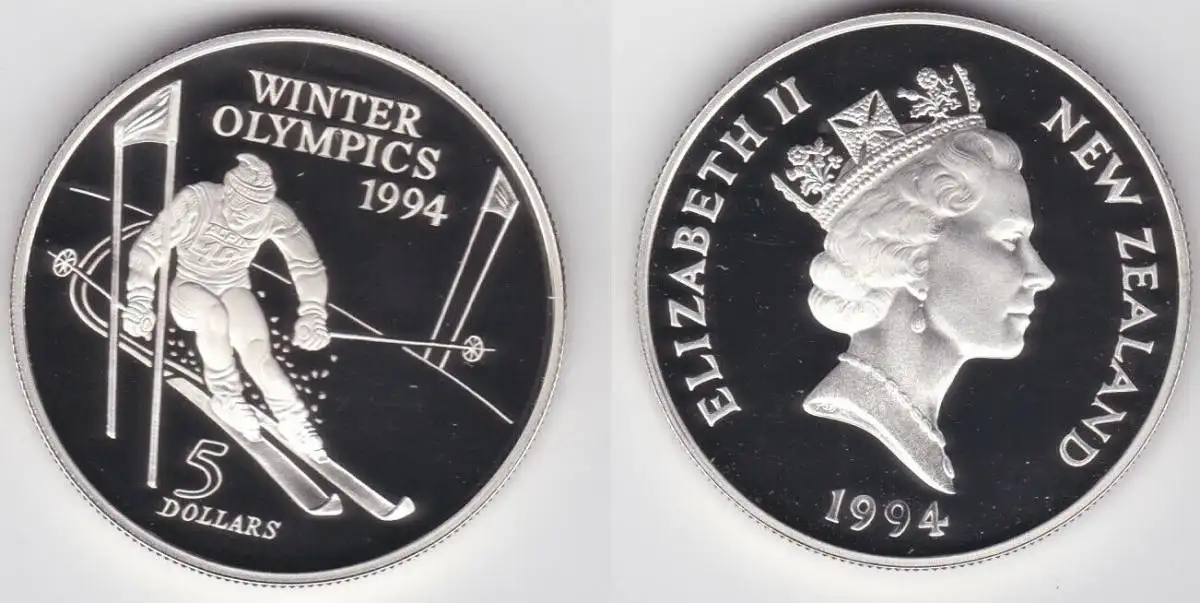 WINTER
OLYMPICS
1994
5
DOLLARS
ELIZABETH II
NEW ZEALAND
1994